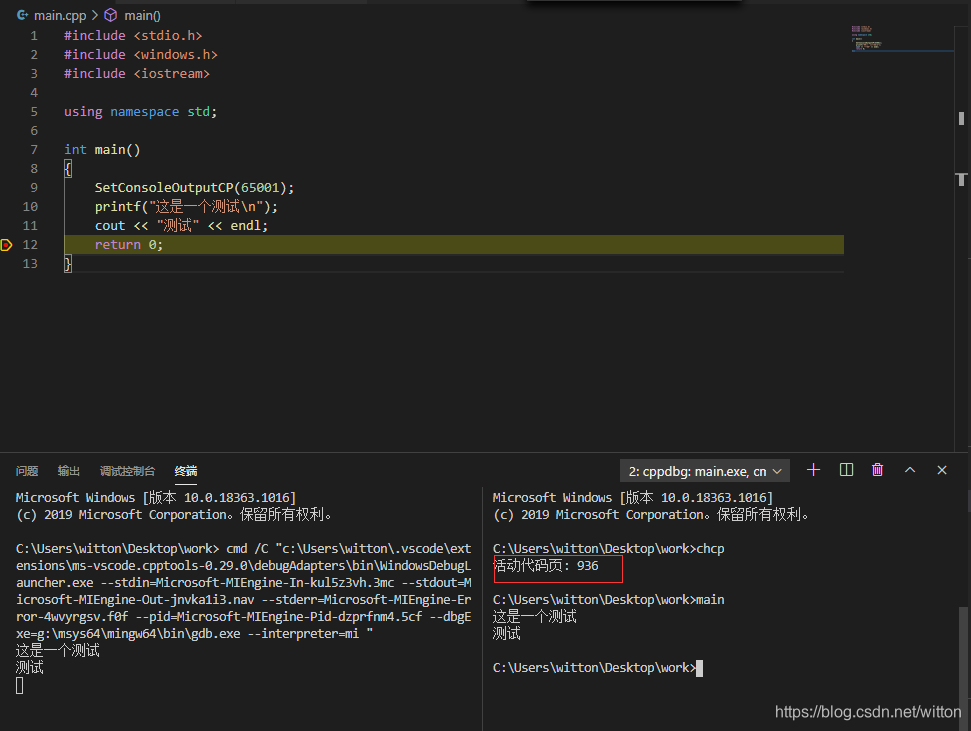 main.cpp > main()
1 #include <stdio.h>
2 #include <windows.h>
3 #include <iostream>
4
5 using namespace std;
6
7 int main()
8 {
9 SetConsoleOutputCP(65001);
10 printf("这是一个测试\n");
11 cout << "测试" << endl;
12 return 0;
13 }
问题 输出 调试控制台 终端 2: cppdbg: main.exe, cn
Microsoft Windows [版本 10.0.18363.1016]
(c) 2019 Microsoft Corporation。保留所有权利。
C:\Users\witton\Desktop\work> cmd /C "c:\Users\witton\.vscode\ext
ensions\ms-vscode.cpptools-0.29.0\debugAdapters\bin\WindowsDebugL
auncher.exe --stdin=Microsoft-MIEngine-In-kul5z3vh.3mc --stdout=M
icrosoft-MIEngine-Out-jnvka1i3.nav --stderr=Microsoft-MIEngine-Er
ror-4wvyrgsv.f0f --pid=Microsoft-MIEngine-Pid-dzprfnm4.5cf --dbgE
xe=g:\msys64\mingw64\bin\gdb.exe --interpreter=mi "
这是一个测试
测试
Microsoft Windows [版本 10.0.18363.1016]
(c) 2019 Microsoft Corporation。保留所有权利。
C:\Users\witton\Desktop\work>chcp
活动代码页: 936
C:\Users\witton\Desktop\work>main
这是一个测试
测试
C:\Users\witton\Desktop\work>
https://blog.csdn.net/witton